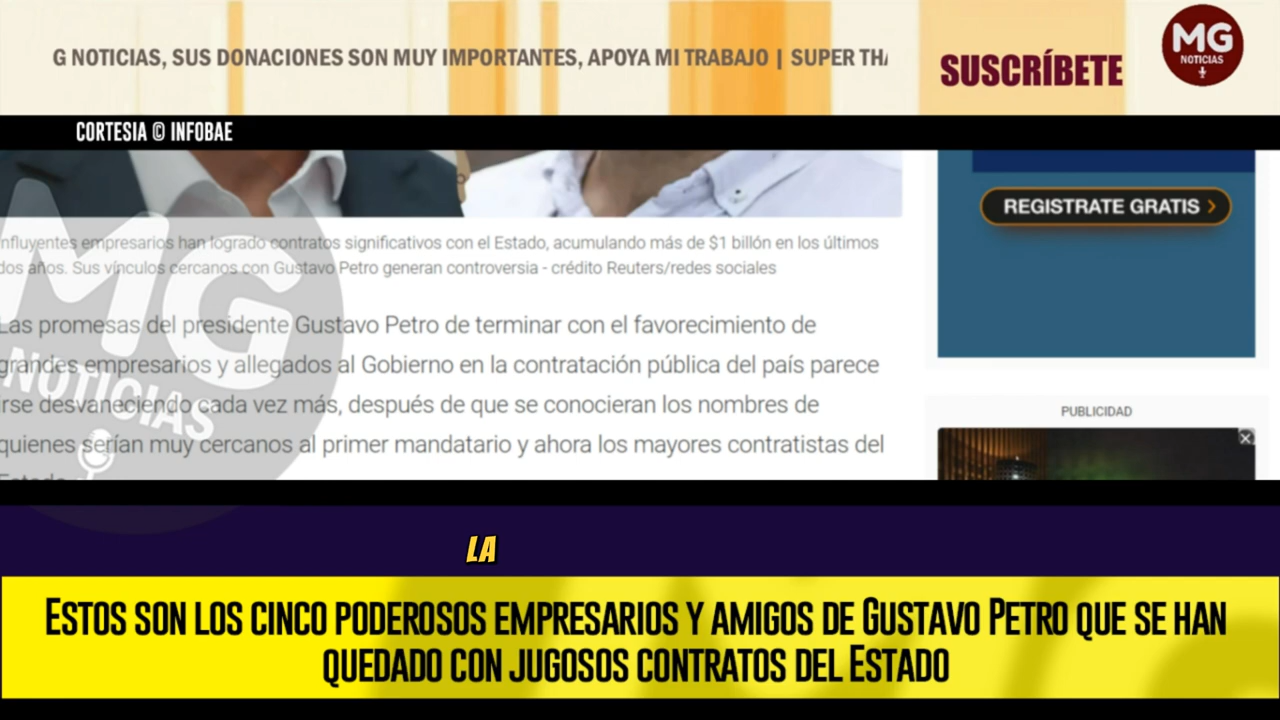 G NOTICIAS, SUS DONACIONES SON MUY IMPORTANTES, APOYA MI TRABAJO | SUPER THA
SUSCRÍBETE
MG
NOTICIAS
CORTESIA © INFOBAE
REGISTRATE GRATIS >
nfluyentes empresarios han logrado contratos significativos con el Estado, acumulando más de $1 billón en los últimos
dos años. Sus vínculos cercanos con Gustavo Petro generan controversia - crédito Reuters/redes sociales
Las promesas del presidente Gustavo Petro de terminar con el favorecimiento de
grandes empresarios y allegados al Gobierno en la contratación pública del país parece
irse desvaneciendo cada vez más, después de que se conocieran los nombres de
quienes serían muy cercanos al primer mandatario y ahora los mayores contratistas del
MG
NOTICIAS
PUBLICIDAD
LA
ESTOS SON LOS CINCO PODEROSOS EMPRESARIOS Y AMIGOS DE GUSTAVO PETRO QUE SE HAN
QUEDADO CON JUGOSOS CONTRATOS DEL ESTADO